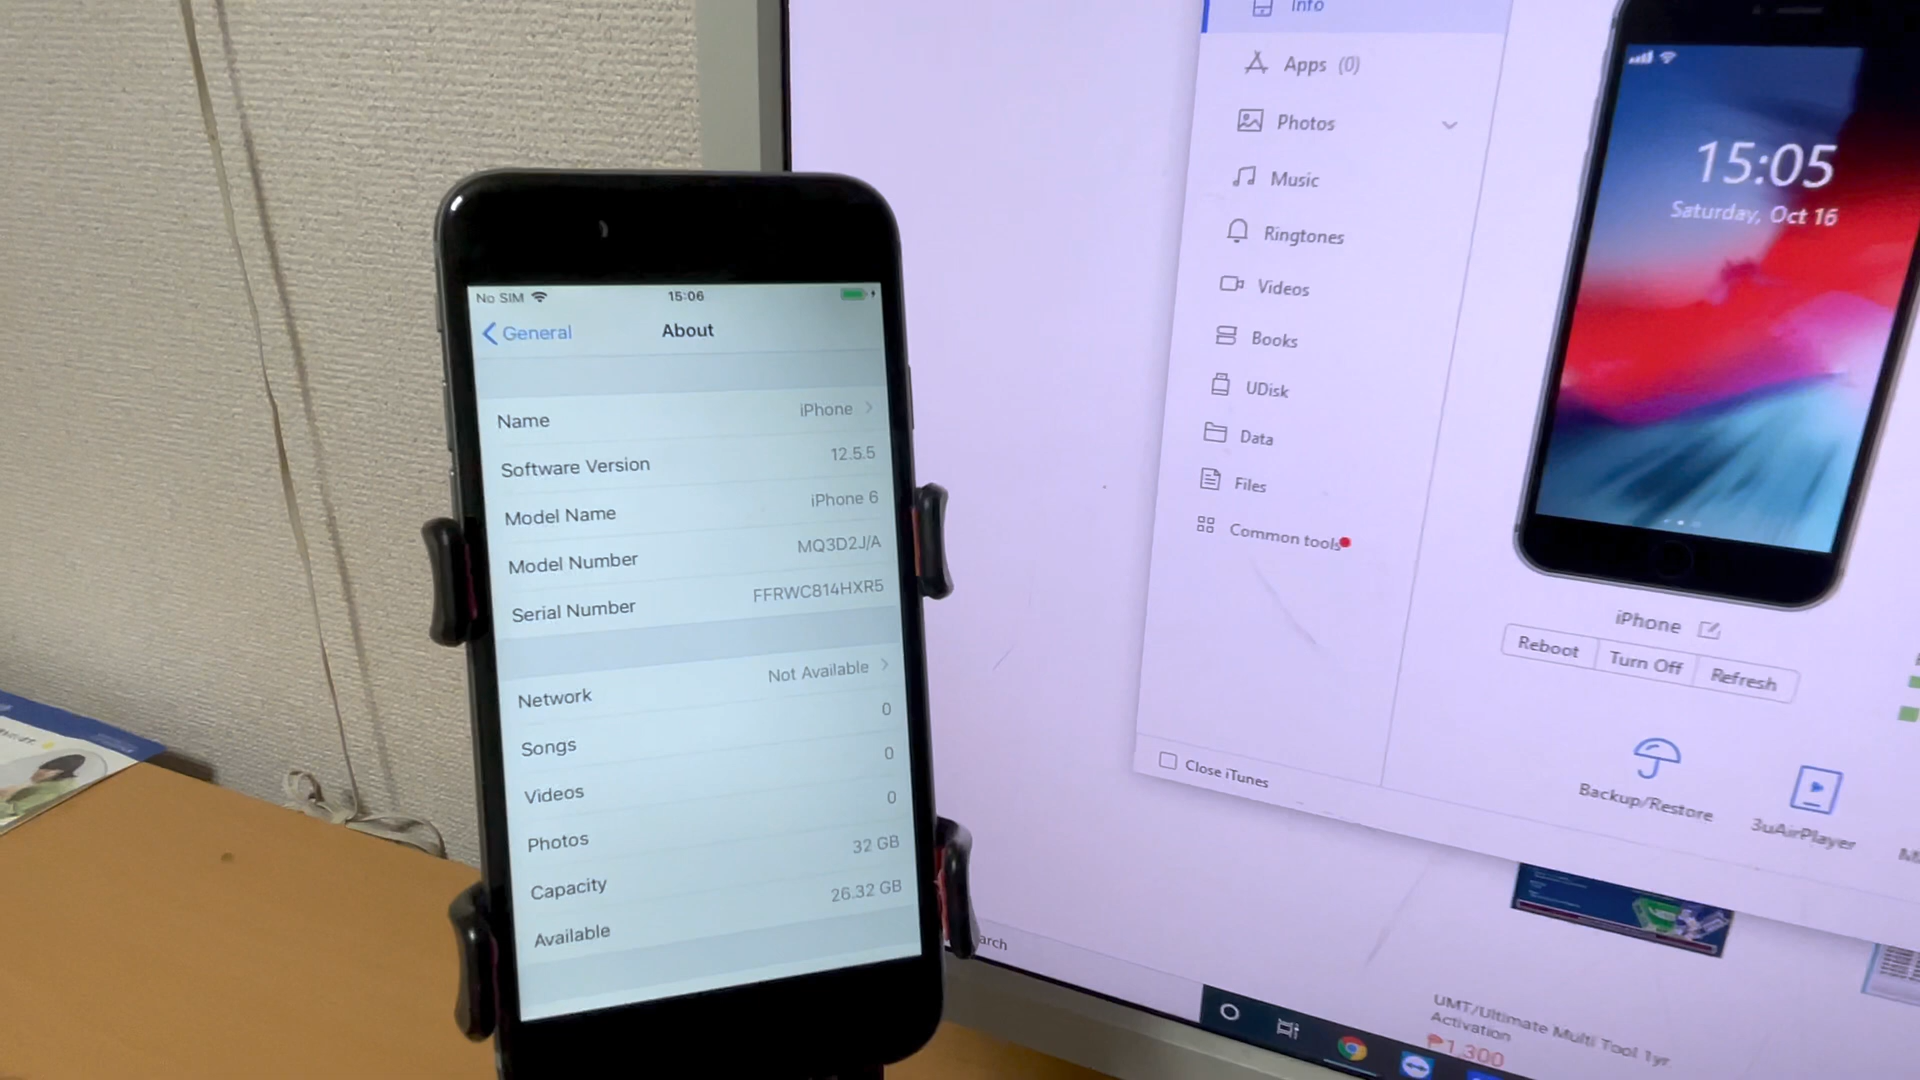 No SIM 15:06
General About
Name iPhone
Software Version 12.5.5
Model Name iPhone 6
Model Number MQ3D2J/A
Serial Number FFRWC814HXR5
Network Not Available
Songs 0
Videos 0
Photos 0
Capacity 32 GB
Available 26.32 GB
Info
Apps (0)
Photos
Music
Ringtones
Videos
Books
UDisk
Data
Files
Common tools
Close iTunes
15:05
Saturday, Oct 16
iPhone
Reboot Turn Off Refresh
Backup/Restore
3uAirPlayer
arch
UMT/Ultimate Multi Tool 1yr
Activation
₱1,300